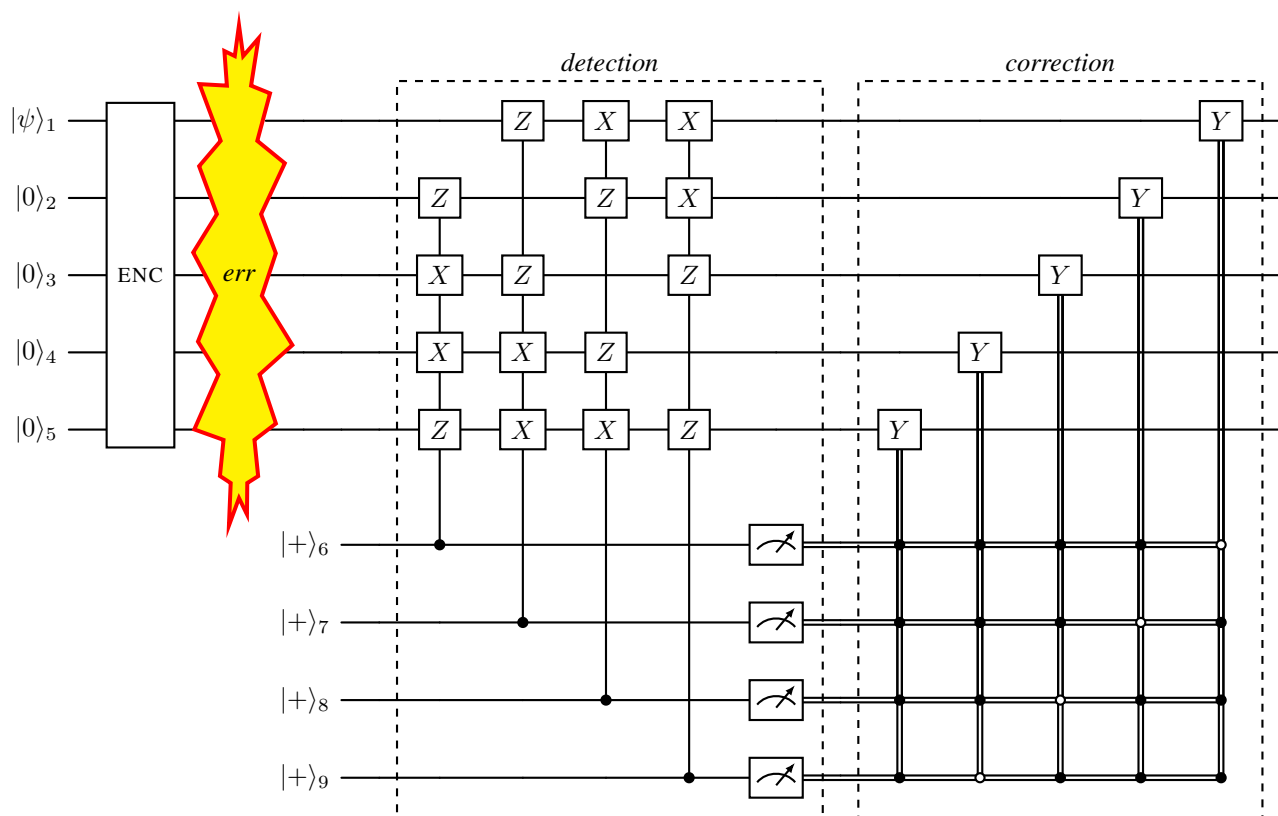 detection correction
|ψ⟩1 Z X X Y
|0⟩2 Z Z X Y
|0⟩3 ENC err X Z Z Y
|0⟩4 X X Z Y
|0⟩5 Z X X Z Y
|+⟩6
|+⟩7
|+⟩8
|+⟩9